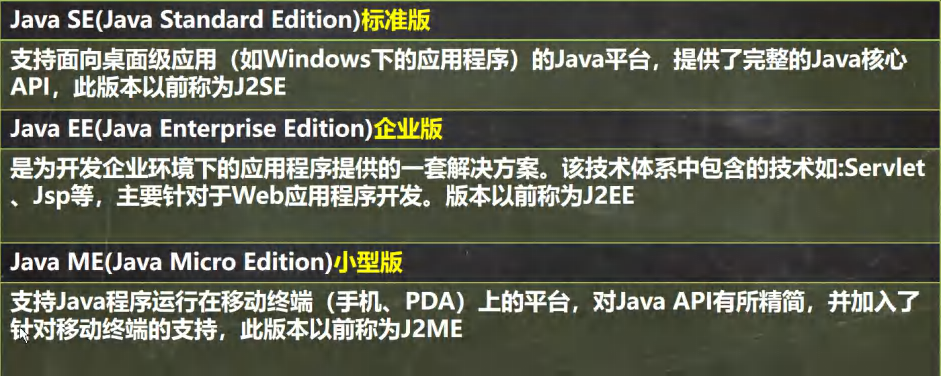 Java SE(Java Standard Edition)标准版
支持面向桌面级应用（如Windows下的应用程序）的Java平台，提供了完整的Java核心
API，此版本以前称为J2SE
Java EE(Java Enterprise Edition)企业版
是为开发企业环境下的应用程序提供的一套解决方案。该技术体系中包含的技术如:Servlet
、Jsp等，主要针对于Web应用程序开发。版本以前称为J2EE
Java ME(Java Micro Edition)小型版
支持Java程序运行在移动终端（手机、PDA）上的平台，对Java API有所精简，并加入了
针对移动终端的支持，此版本以前称为J2ME